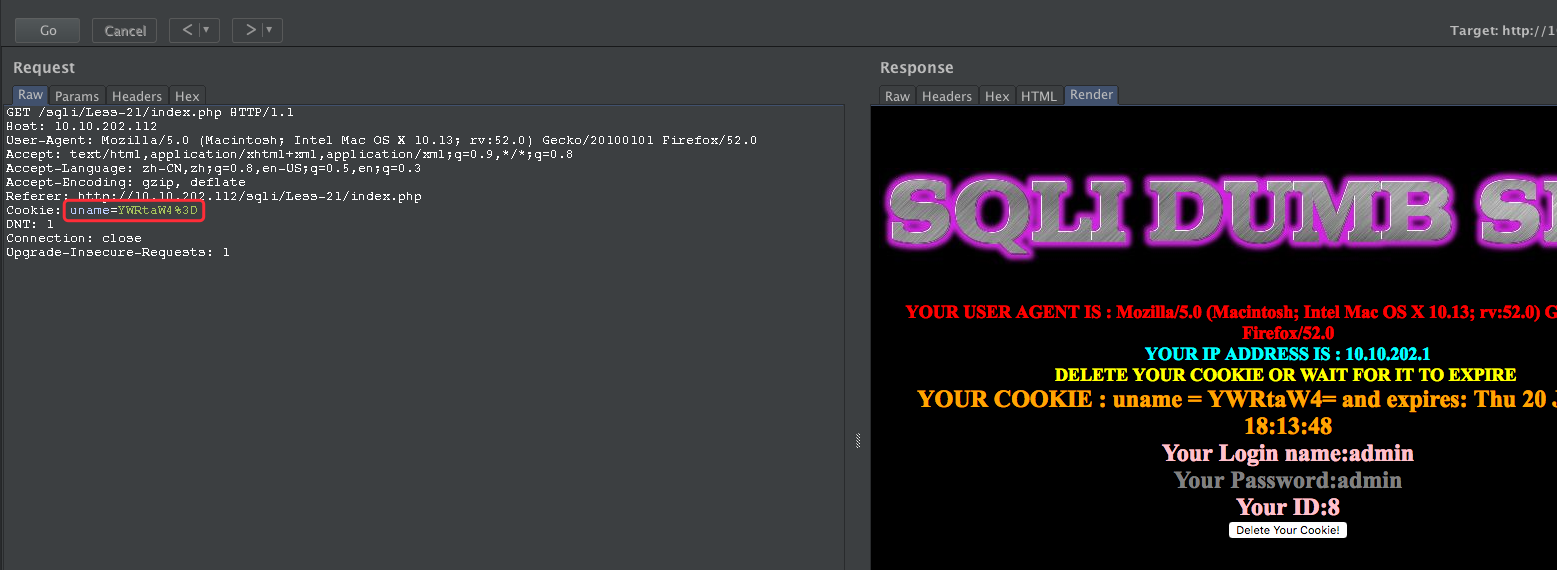 Go Cancel < ▾ > ▾ Target: http://1
Request
Raw Params Headers Hex
GET /sqli/Less-21/index.php HTTP/1.1
Host: 10.10.202.112
User-Agent: Mozilla/5.0 (Macintosh; Intel Mac OS X 10.13; rv:52.0) Gecko/20100101 Firefox/52.0
Accept: text/html,application/xhtml+xml,application/xml;q=0.9,*/*;q=0.8
Accept-Language: zh-CN,zh;q=0.8,en-US;q=0.5,en;q=0.3
Accept-Encoding: gzip, deflate
Referer: http://10.10.202.112/sqli/Less-21/index.php
Cookie: uname=YWRtaW4%3D
DNT: 1
Connection: close
Upgrade-Insecure-Requests: 1
Response
Raw Headers Hex HTML Render
SQLI DUMB S
YOUR USER AGENT IS : Mozilla/5.0 (Macintosh; Intel Mac OS X 10.13; rv:52.0) G
Firefox/52.0
YOUR IP ADDRESS IS : 10.10.202.1
DELETE YOUR COOKIE OR WAIT FOR IT TO EXPIRE
YOUR COOKIE : uname = YWRtaW4= and expires: Thu 20 J
18:13:48
Your Login name:admin
Your Password:admin
Your ID:8
Delete Your Cookie!